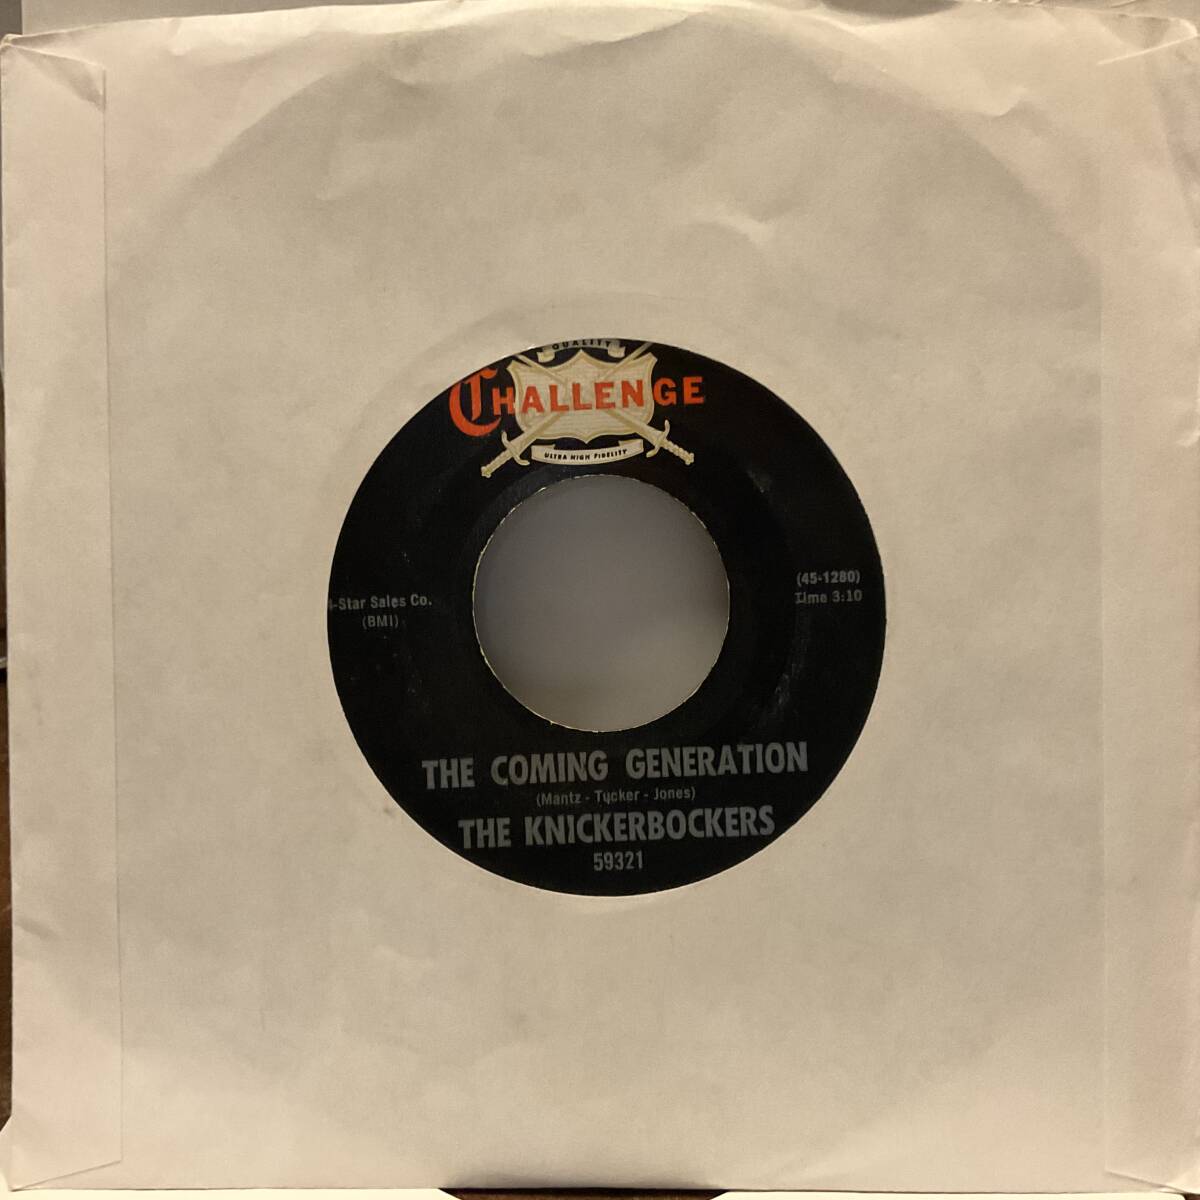 QUALITY
CHALLENGE
ULTRA HIGH FIDELITY
-Star Sales Co.
(BMI)
(45-1280)
Time 3:10
THE COMING GENERATION
(Mantz - Tucker - Jones)
THE KNICKERBOCKERS
59321